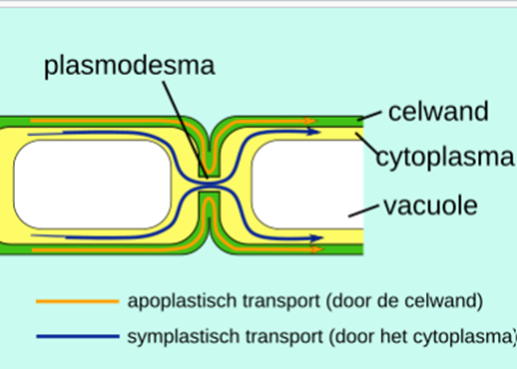 plasmodesma
celwand
cytoplasma
vacuole
apoplastisch transport (door de celwand)
symplastisch transport (door het cytoplasma)